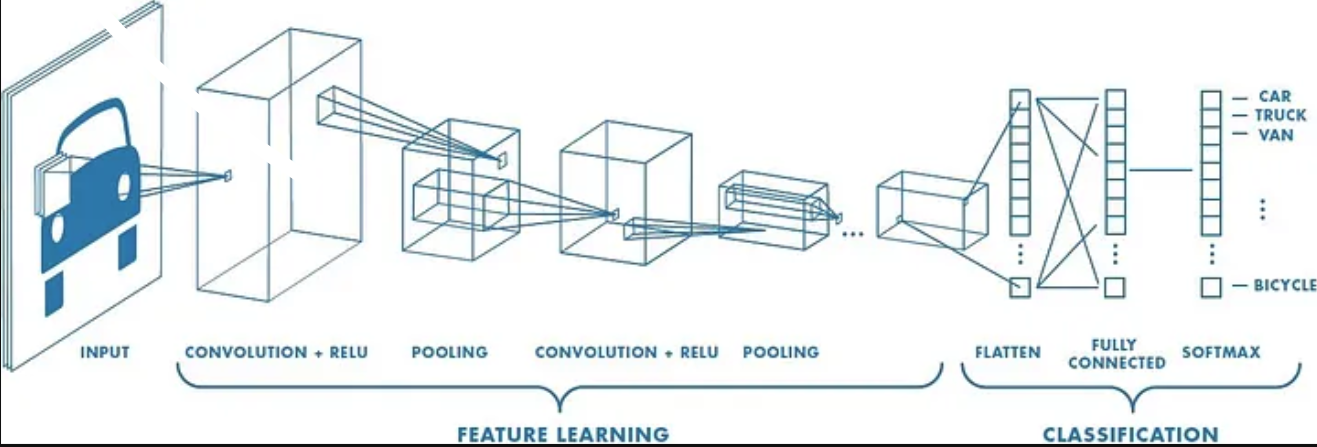 CAR
TRUCK
VAN
BICYCLE
INPUT
CONVOLUTION + RELU
POOLING
CONVOLUTION + RELU
POOLING
FLATTEN
FULLY
CONNECTED
SOFTMAX
FEATURE LEARNING
CLASSIFICATION